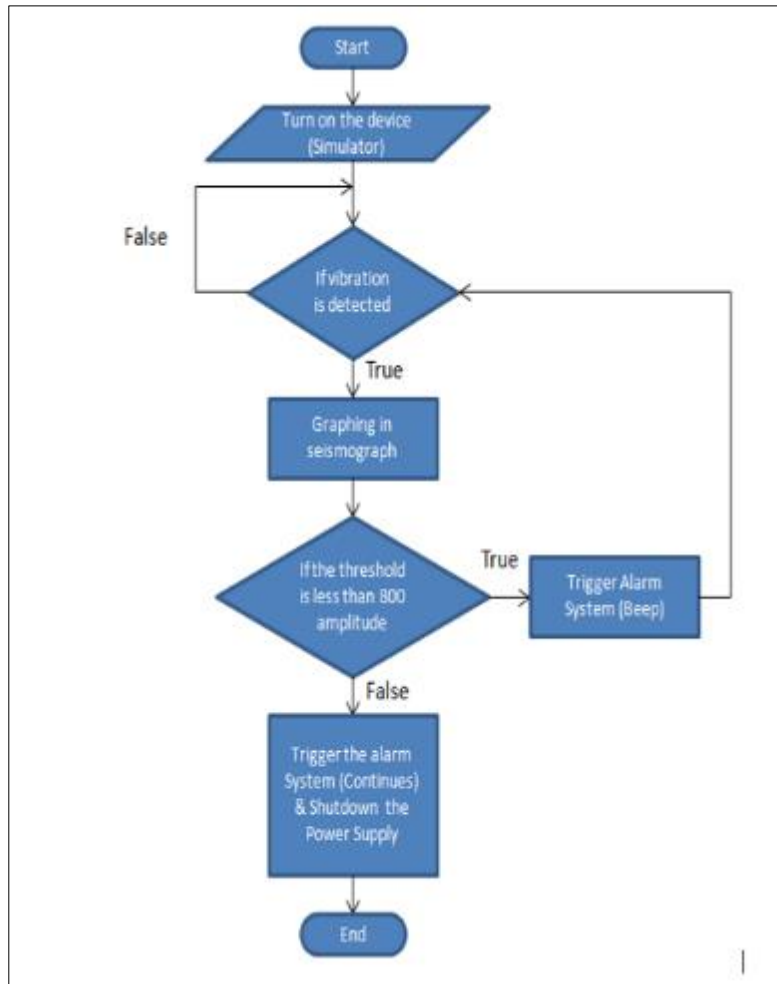 Start
Turn on the device
(Simulator)
False
If vibration
is detected
True
Graphing in
seismograph
If the threshold
is less than 800
amplitude
True
Trigger Alarm
System (Beep)
False
Trigger the alarm
System (Continues)
& Shutdown the
Power Supply
End